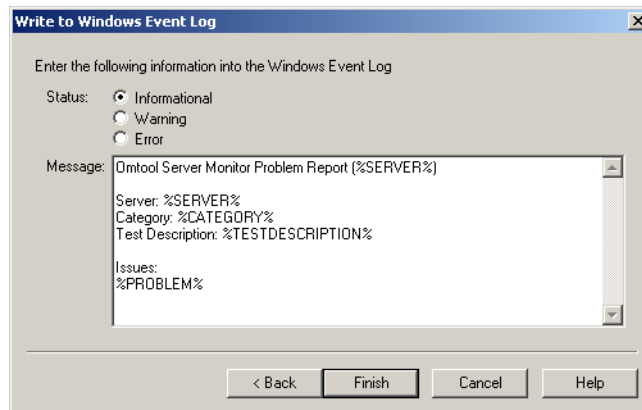 Write to Windows Event Log
Enter the following information into the Windows Event Log
Status: Informational
Warning
Error
Message: Omtool Server Monitor Problem Report (%SERVER%)
Server: %SERVER%
Category: %CATEGORY%
Test Description: %TESTDESCRIPTION%
Issues:
%PROBLEM%
< Back Finish Cancel Help